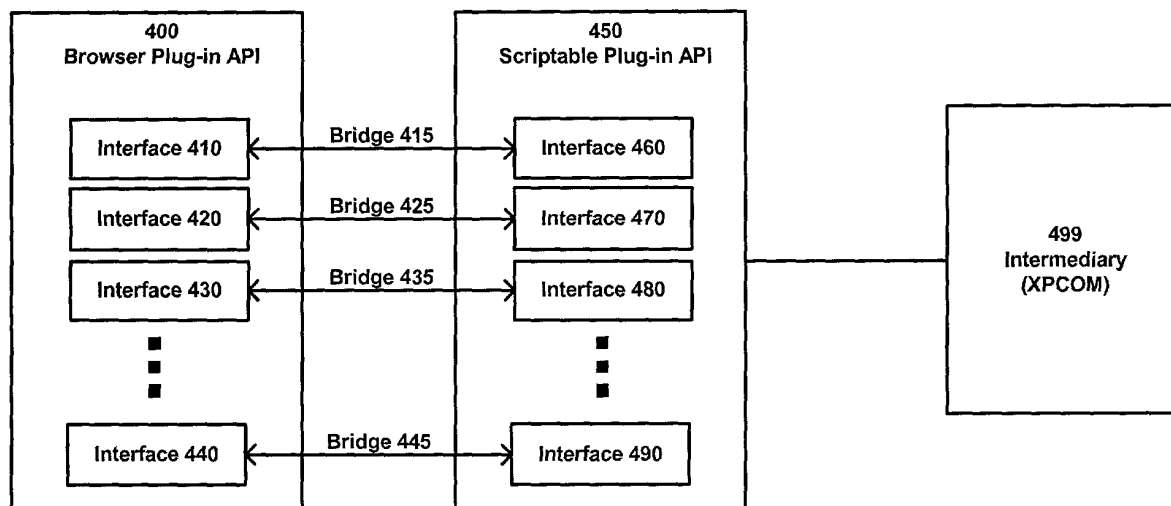 400
Browser Plug-in API
450
Scriptable Plug-in API
Interface 410
Bridge 415
Interface 460
Interface 420
Bridge 425
Interface 470
Interface 430
Bridge 435
Interface 480
499
Intermediary
(XPCOM)
Interface 440
Bridge 445
Interface 490